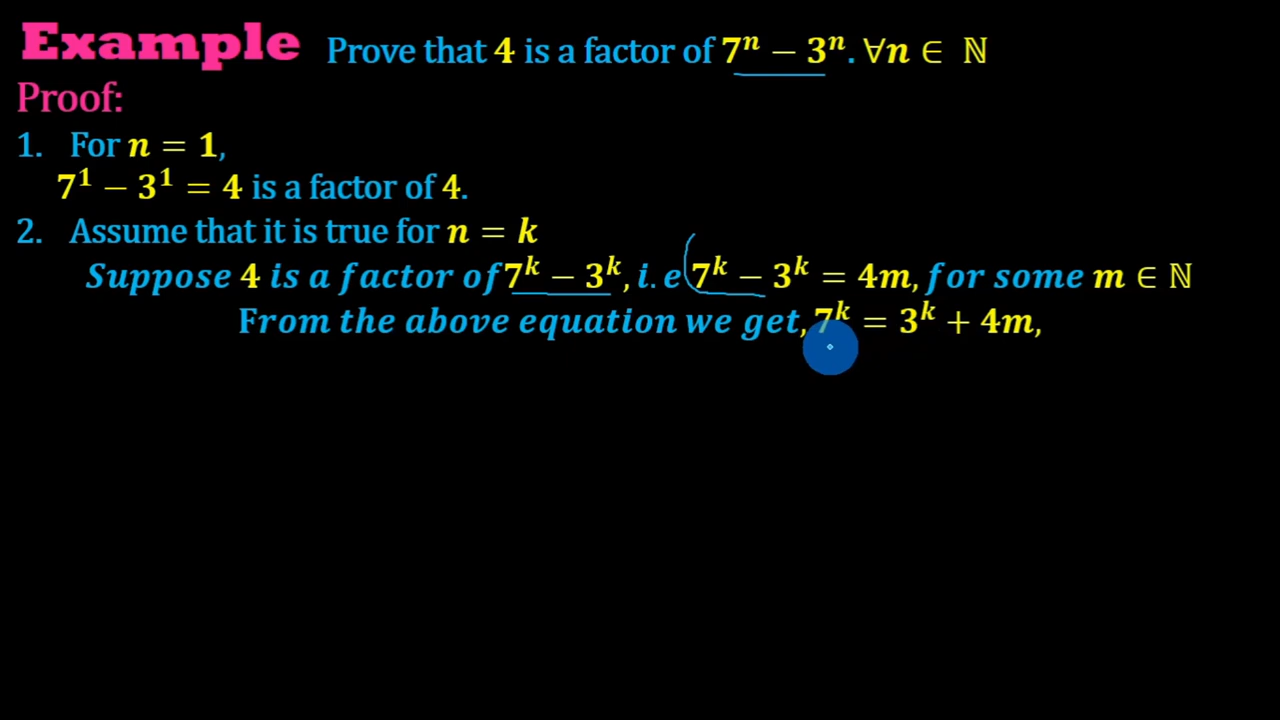 Example Prove that 4 is a factor of 7ⁿ − 3ⁿ. ∀n ∈ ℕ
Proof:
1. For n = 1,
7¹ − 3¹ = 4 is a factor of 4.
2. Assume that it is true for n = k
Suppose 4 is a factor of 7ᵏ − 3ᵏ, i.e 7ᵏ − 3ᵏ = 4m, for some m ∈ ℕ
From the above equation we get, 7ᵏ = 3ᵏ + 4m,